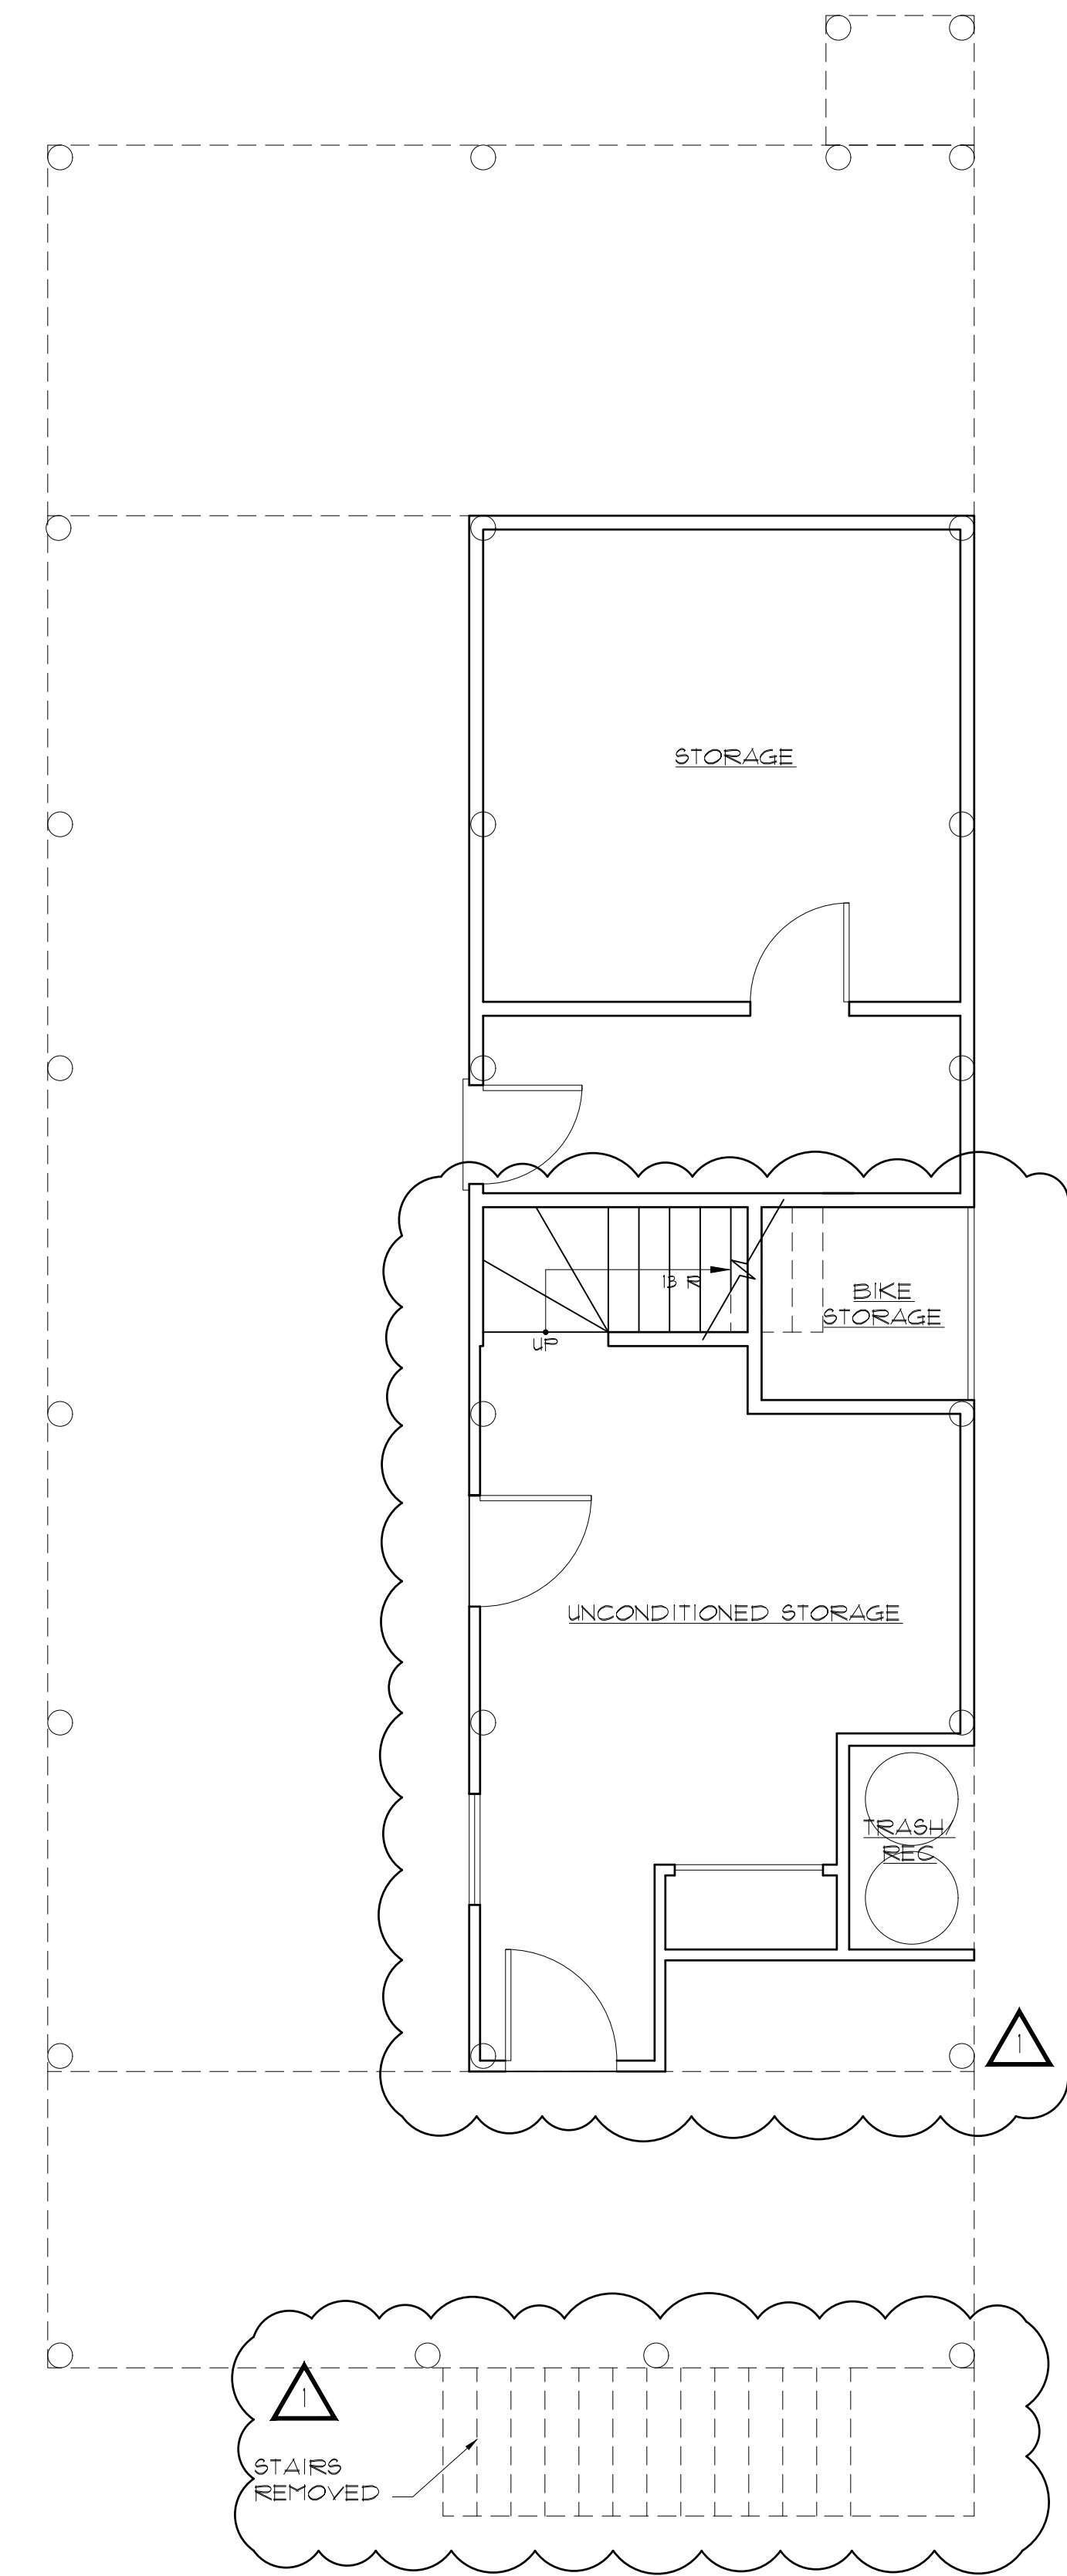 STORAGE
13 R
UP
BIKE
STORAGE
UNCONDITIONED STORAGE
TRASH/
REC
1
1
STAIRS
REMOVED